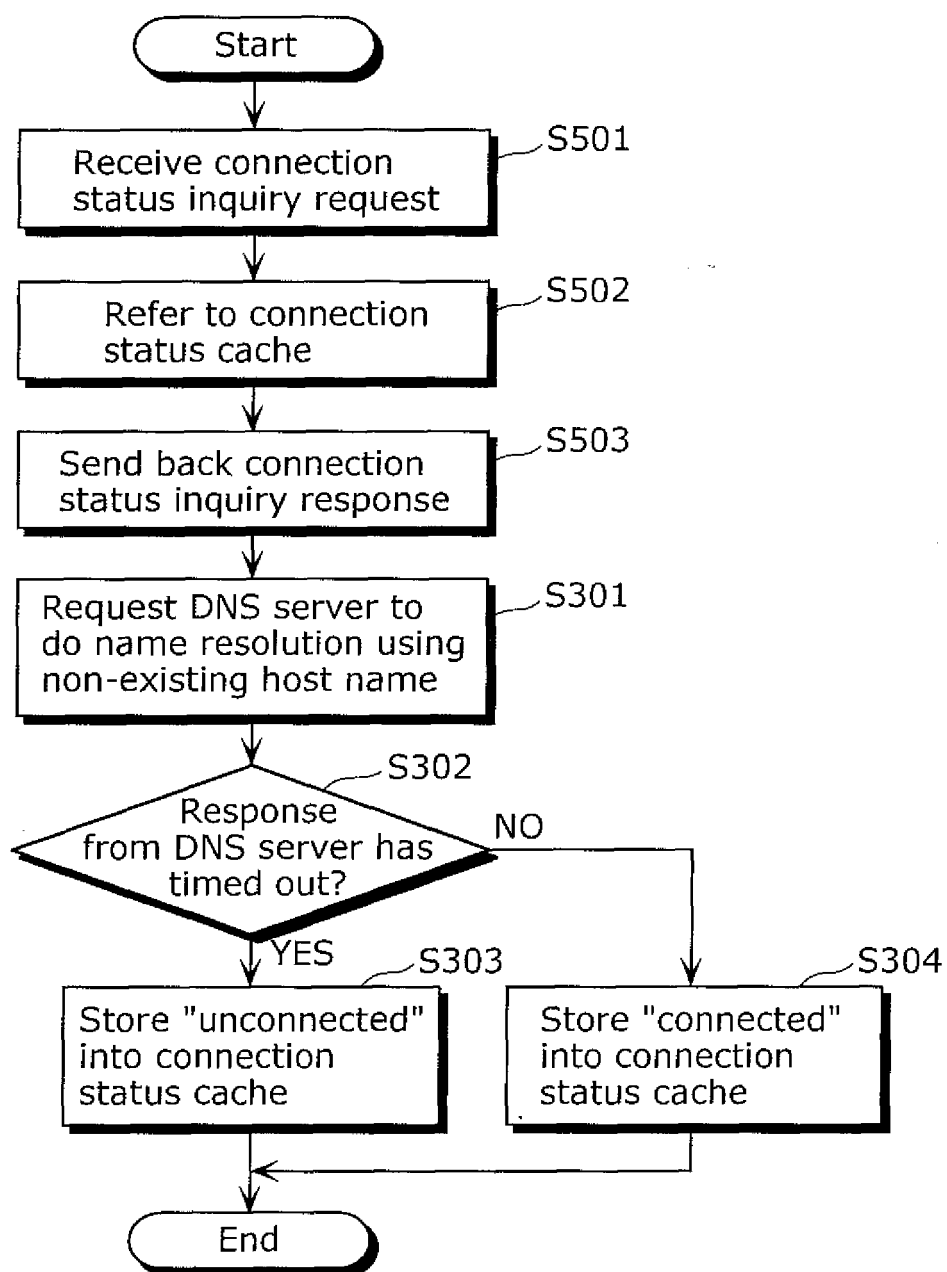 Start
S501
Receive connection
status inquiry request
S502
Refer to connection
status cache
S503
Send back connection
status inquiry response
S301
Request DNS server to
do name resolution using
non-existing host name
S302
Response
from DNS server has
timed out?
NO
YES
S303
Store "unconnected"
into connection
status cache
S304
Store "connected"
into connection
status cache
End